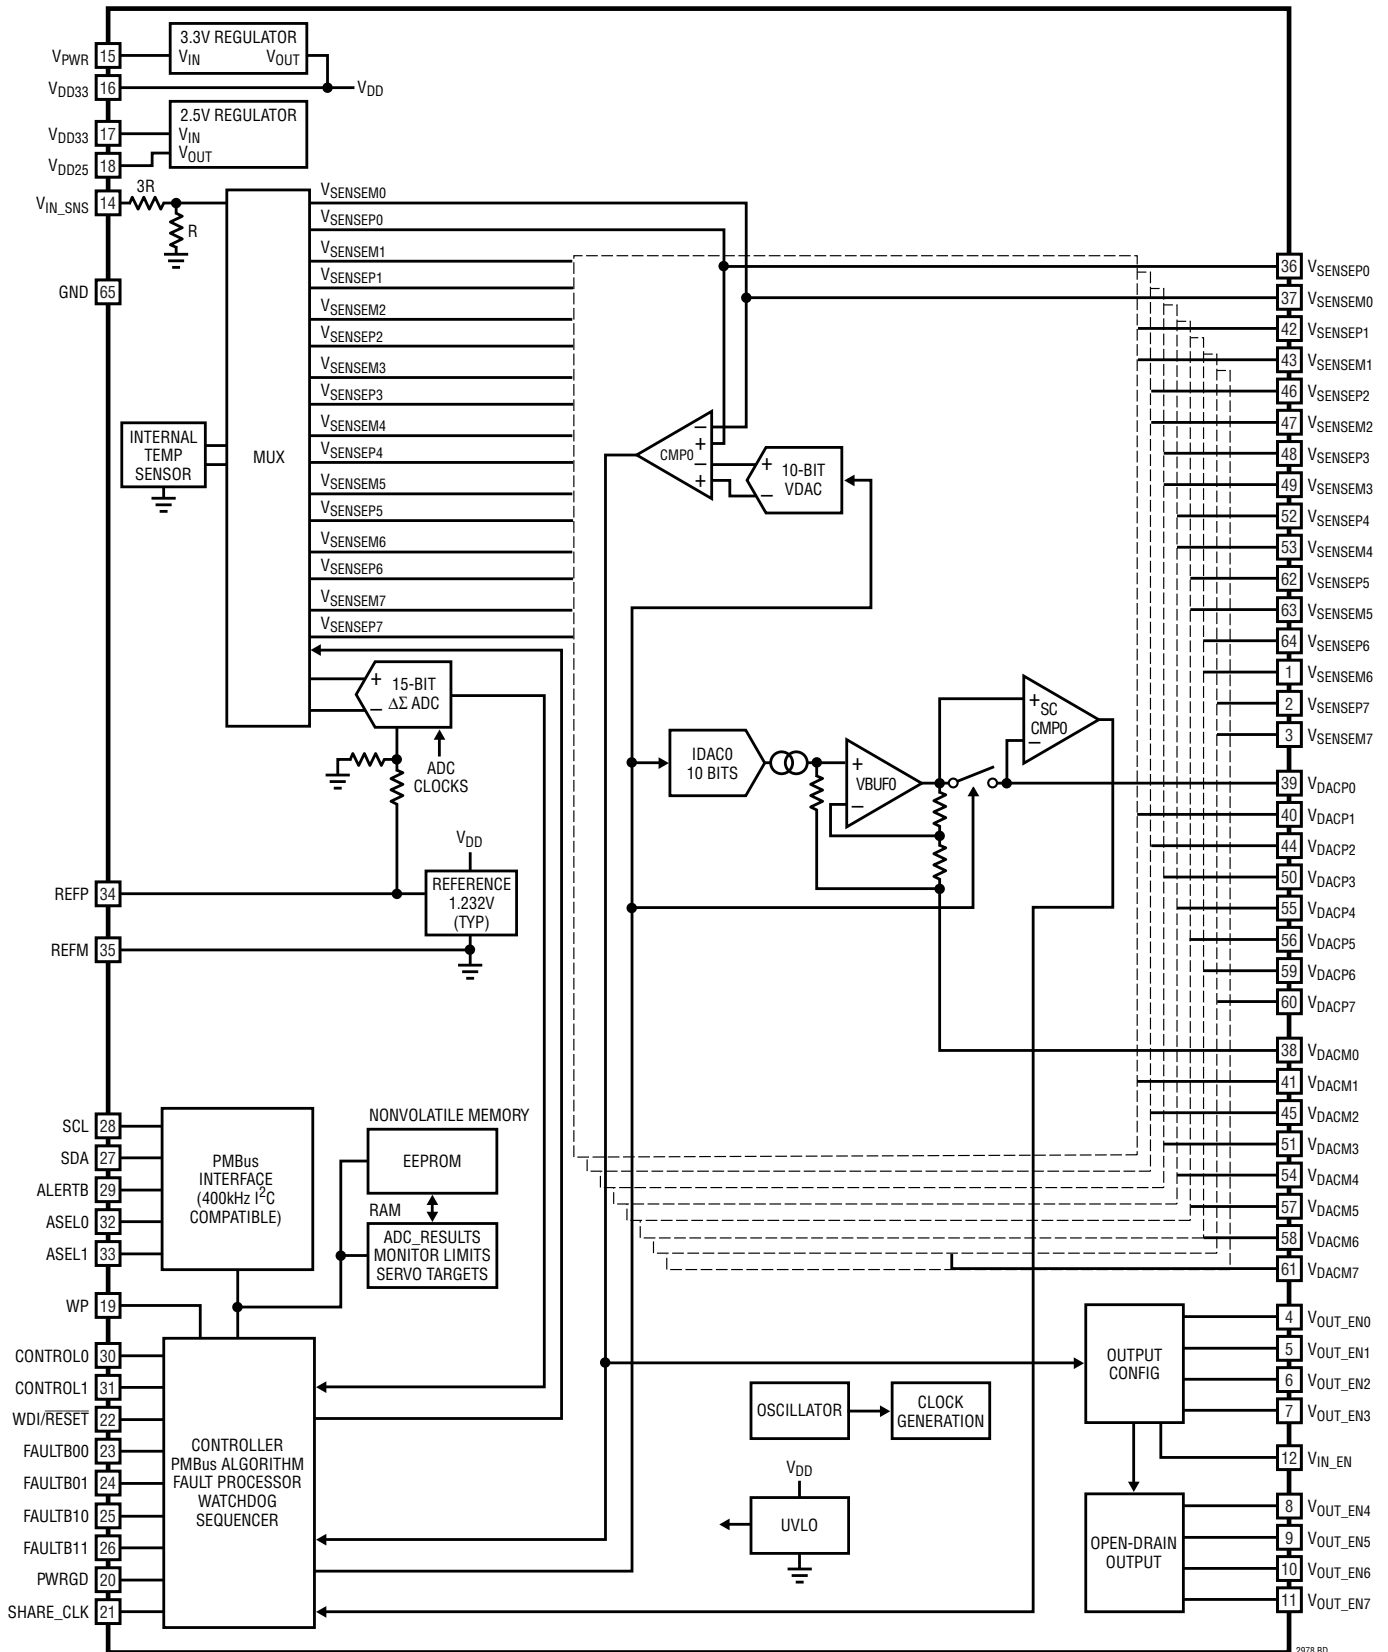 3.3V REGULATOR
VIN VOUT
VPWR 15
VDD33 16
VDD
2.5V REGULATOR
VIN
VOUT
VDD33 17
VDD25 18
VIN_SNS 14
3R
R
GND 65
INTERNAL
TEMP
SENSOR
MUX
VSENSEM0
VSENSEP0
VSENSEM1
VSENSEP1
VSENSEM2
VSENSEP2
VSENSEM3
VSENSEP3
VSENSEM4
VSENSEP4
VSENSEM5
VSENSEP5
VSENSEM6
VSENSEP6
VSENSEM7
VSENSEP7
–
+
CMP0
–
+
+
–
10-BIT
VDAC
+
–
15-BIT
ΔΣ ADC
ADC
CLOCKS
VDD
REFERENCE
1.232V
(TYP)
REFP 34
REFM 35
IDAC0
10 BITS
+
–
VBUF0
+
–
SC
CMP0
36 VSENSEP0
37 VSENSEM0
42 VSENSEP1
43 VSENSEM1
46 VSENSEP2
47 VSENSEM2
48 VSENSEP3
49 VSENSEM3
52 VSENSEP4
53 VSENSEM4
62 VSENSEP5
63 VSENSEM5
64 VSENSEP6
1 VSENSEM6
2 VSENSEP7
3 VSENSEM7
39 VDACP0
40 VDACP1
44 VDACP2
50 VDACP3
55 VDACP4
56 VDACP5
59 VDACP6
60 VDACP7
38 VDACM0
41 VDACM1
45 VDACM2
51 VDACM3
54 VDACM4
57 VDACM5
58 VDACM6
61 VDACM7
SCL 28
SDA 27
ALERTB 29
ASEL0 32
ASEL1 33
PMBus
INTERFACE
(400kHz I2C
COMPATIBLE)
NONVOLATILE MEMORY
EEPROM
RAM
ADC_RESULTS
MONITOR LIMITS
SERVO TARGETS
WP 19
CONTROL0 30
CONTROL1 31
WDI/RESET 22
FAULTB00 23
FAULTB01 24
FAULTB10 25
FAULTB11 26
PWRGD 20
SHARE_CLK 21
CONTROLLER
PMBus ALGORITHM
FAULT PROCESSOR
WATCHDOG
SEQUENCER
OSCILLATOR
CLOCK
GENERATION
VDD
UVLO
OUTPUT
CONFIG
OPEN-DRAIN
OUTPUT
4 VOUT_EN0
5 VOUT_EN1
6 VOUT_EN2
7 VOUT_EN3
12 VIN_EN
8 VOUT_EN4
9 VOUT_EN5
10 VOUT_EN6
11 VOUT_EN7
2978 BD